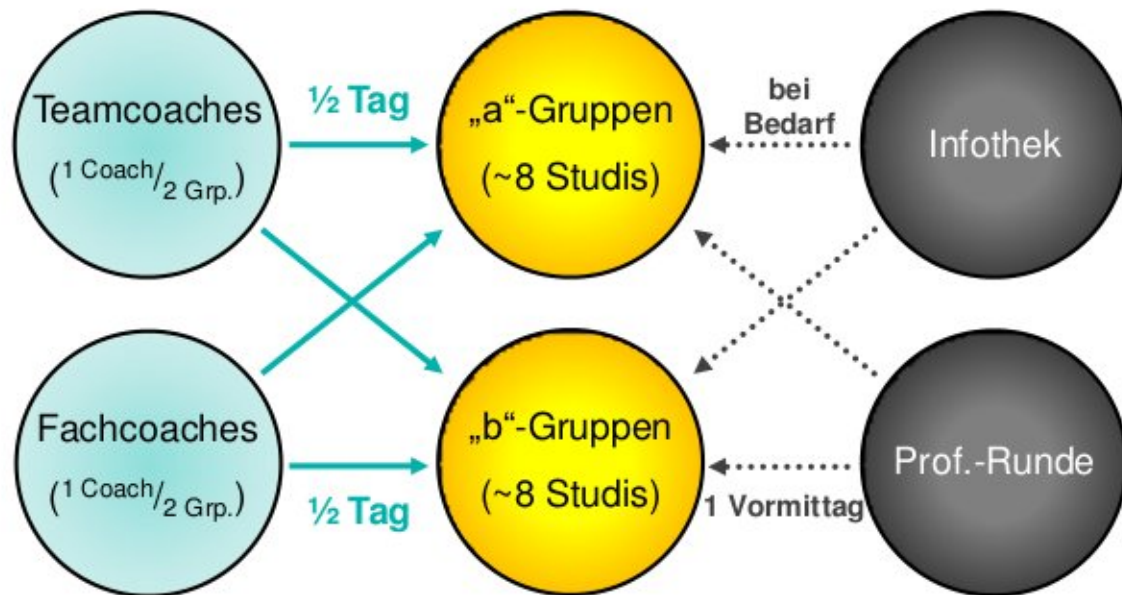 Teamcoaches
(1 Coach/2 Grp.)
½ Tag
„a“-Gruppen
(~8 Studis)
bei
Bedarf
Infothek
Fachcoaches
(1 Coach/2 Grp.)
½ Tag
„b“-Gruppen
(~8 Studis)
1 Vormittag
Prof.-Runde